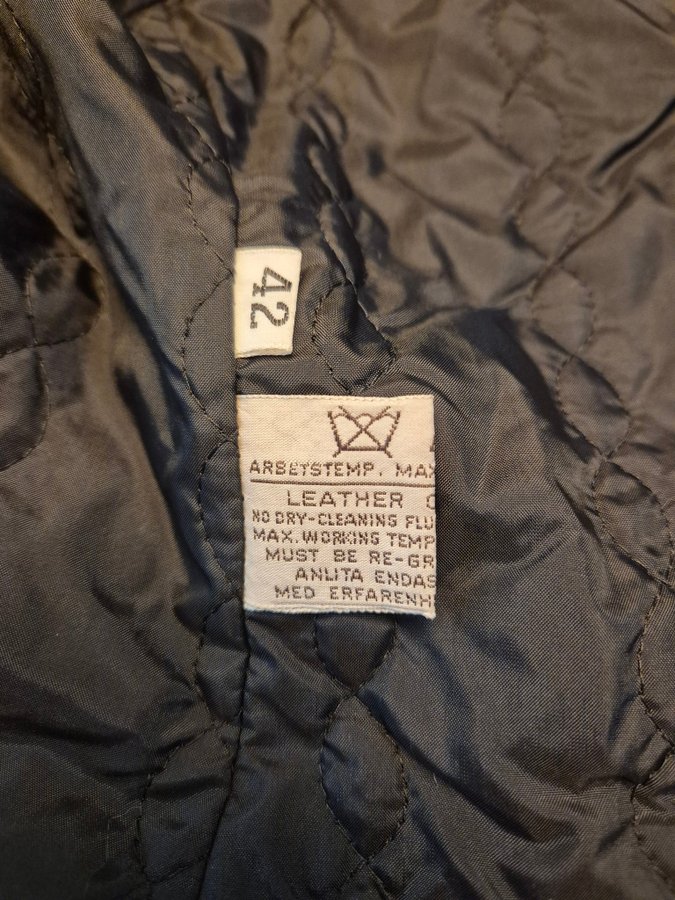 42
ARBETSTEMP. MAX
LEATHER
NO DRY-CLEANING FLU
MAX. WORKING TEMP
MUST BE RE-GR
ANLITA ENDAS
MED ERFARENH